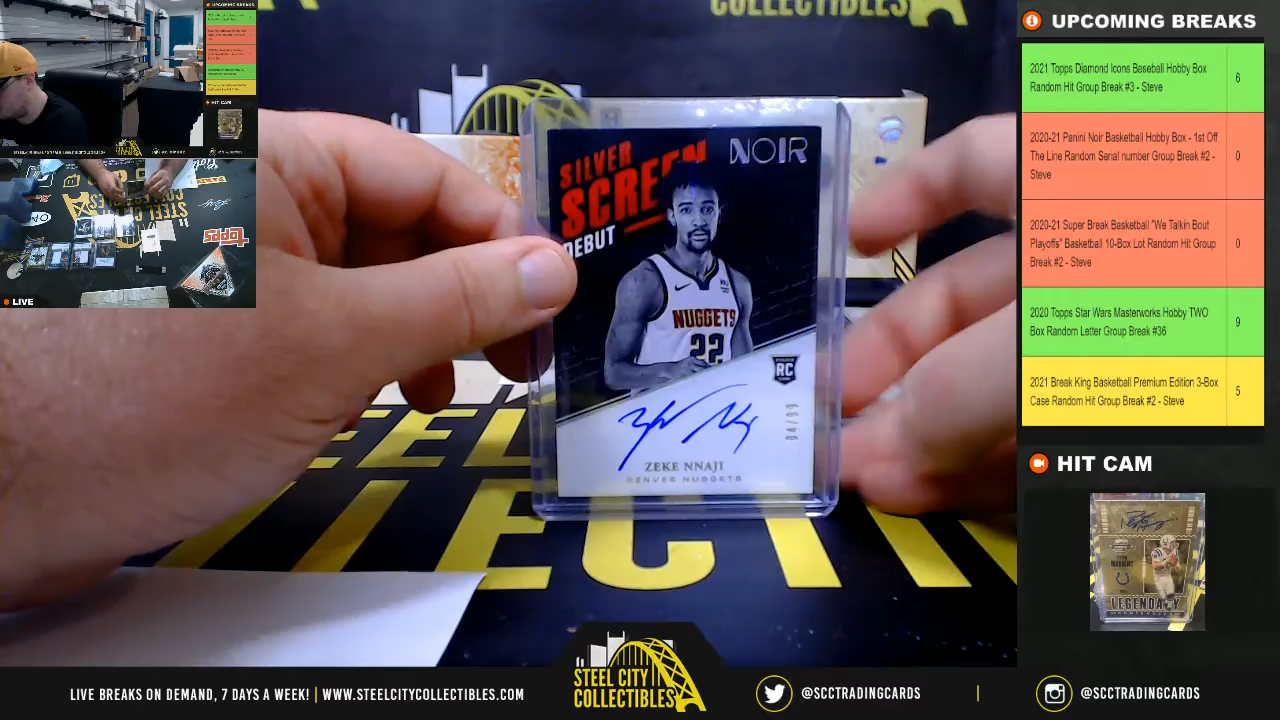 COLLECTIBLES
UPCOMING BREAKS
2021 Topps Diamond Icons Baseball Hobby Box
Random Hit Group Break #3 - Steve
6
2020-21 Panini Noir Basketball Hobby Box - 1st Off
The Line Random Serial number Group Break #2 -
Steve
0
2020-21 Super Break Basketball "We Talkin Bout
Playoffs" Basketball 10-Box Lot Random Hit Group
Break #2 - Steve
0
2020 Topps Star Wars Masterworks Hobby TWO
Box Random Letter Group Break #36
9
2021 Break King Basketball Premium Edition 3-Box
Case Random Hit Group Break #2 - Steve
5
HIT CAM
LEGENDARY
LIVE
topps
STEEL CITY
NOIR
SILVER
SCREEN
DEBUT
NUGGETS
22
RC
04/99
ZEKE NNAJI
DENVER NUGGETS
LIVE BREAKS ON DEMAND, 7 DAYS A WEEK! | WWW.STEELCITYCOLLECTIBLES.COM
STEEL CITY
COLLECTIBLES
@SCCTRADINGCARDS
@SCCTRADINGCARDS